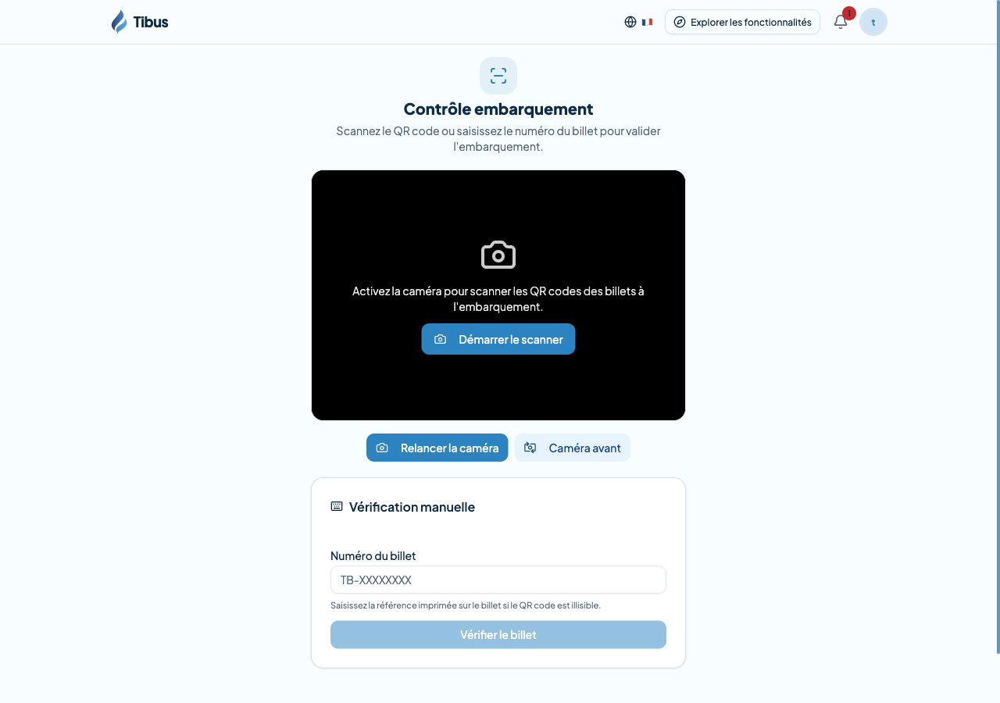 Tibus
Explorer les fonctionnalités
1
t
Contrôle embarquement
Scannez le QR code ou saisissez le numéro du billet pour valider
l'embarquement.
Activez la caméra pour scanner les QR codes des billets à
l'embarquement.
Démarrer le scanner
Relancer la caméra
Caméra avant
Vérification manuelle
Numéro du billet
TB-XXXXXXXX
Saisissez la référence imprimée sur le billet si le QR code est illisible.
Vérifier le billet